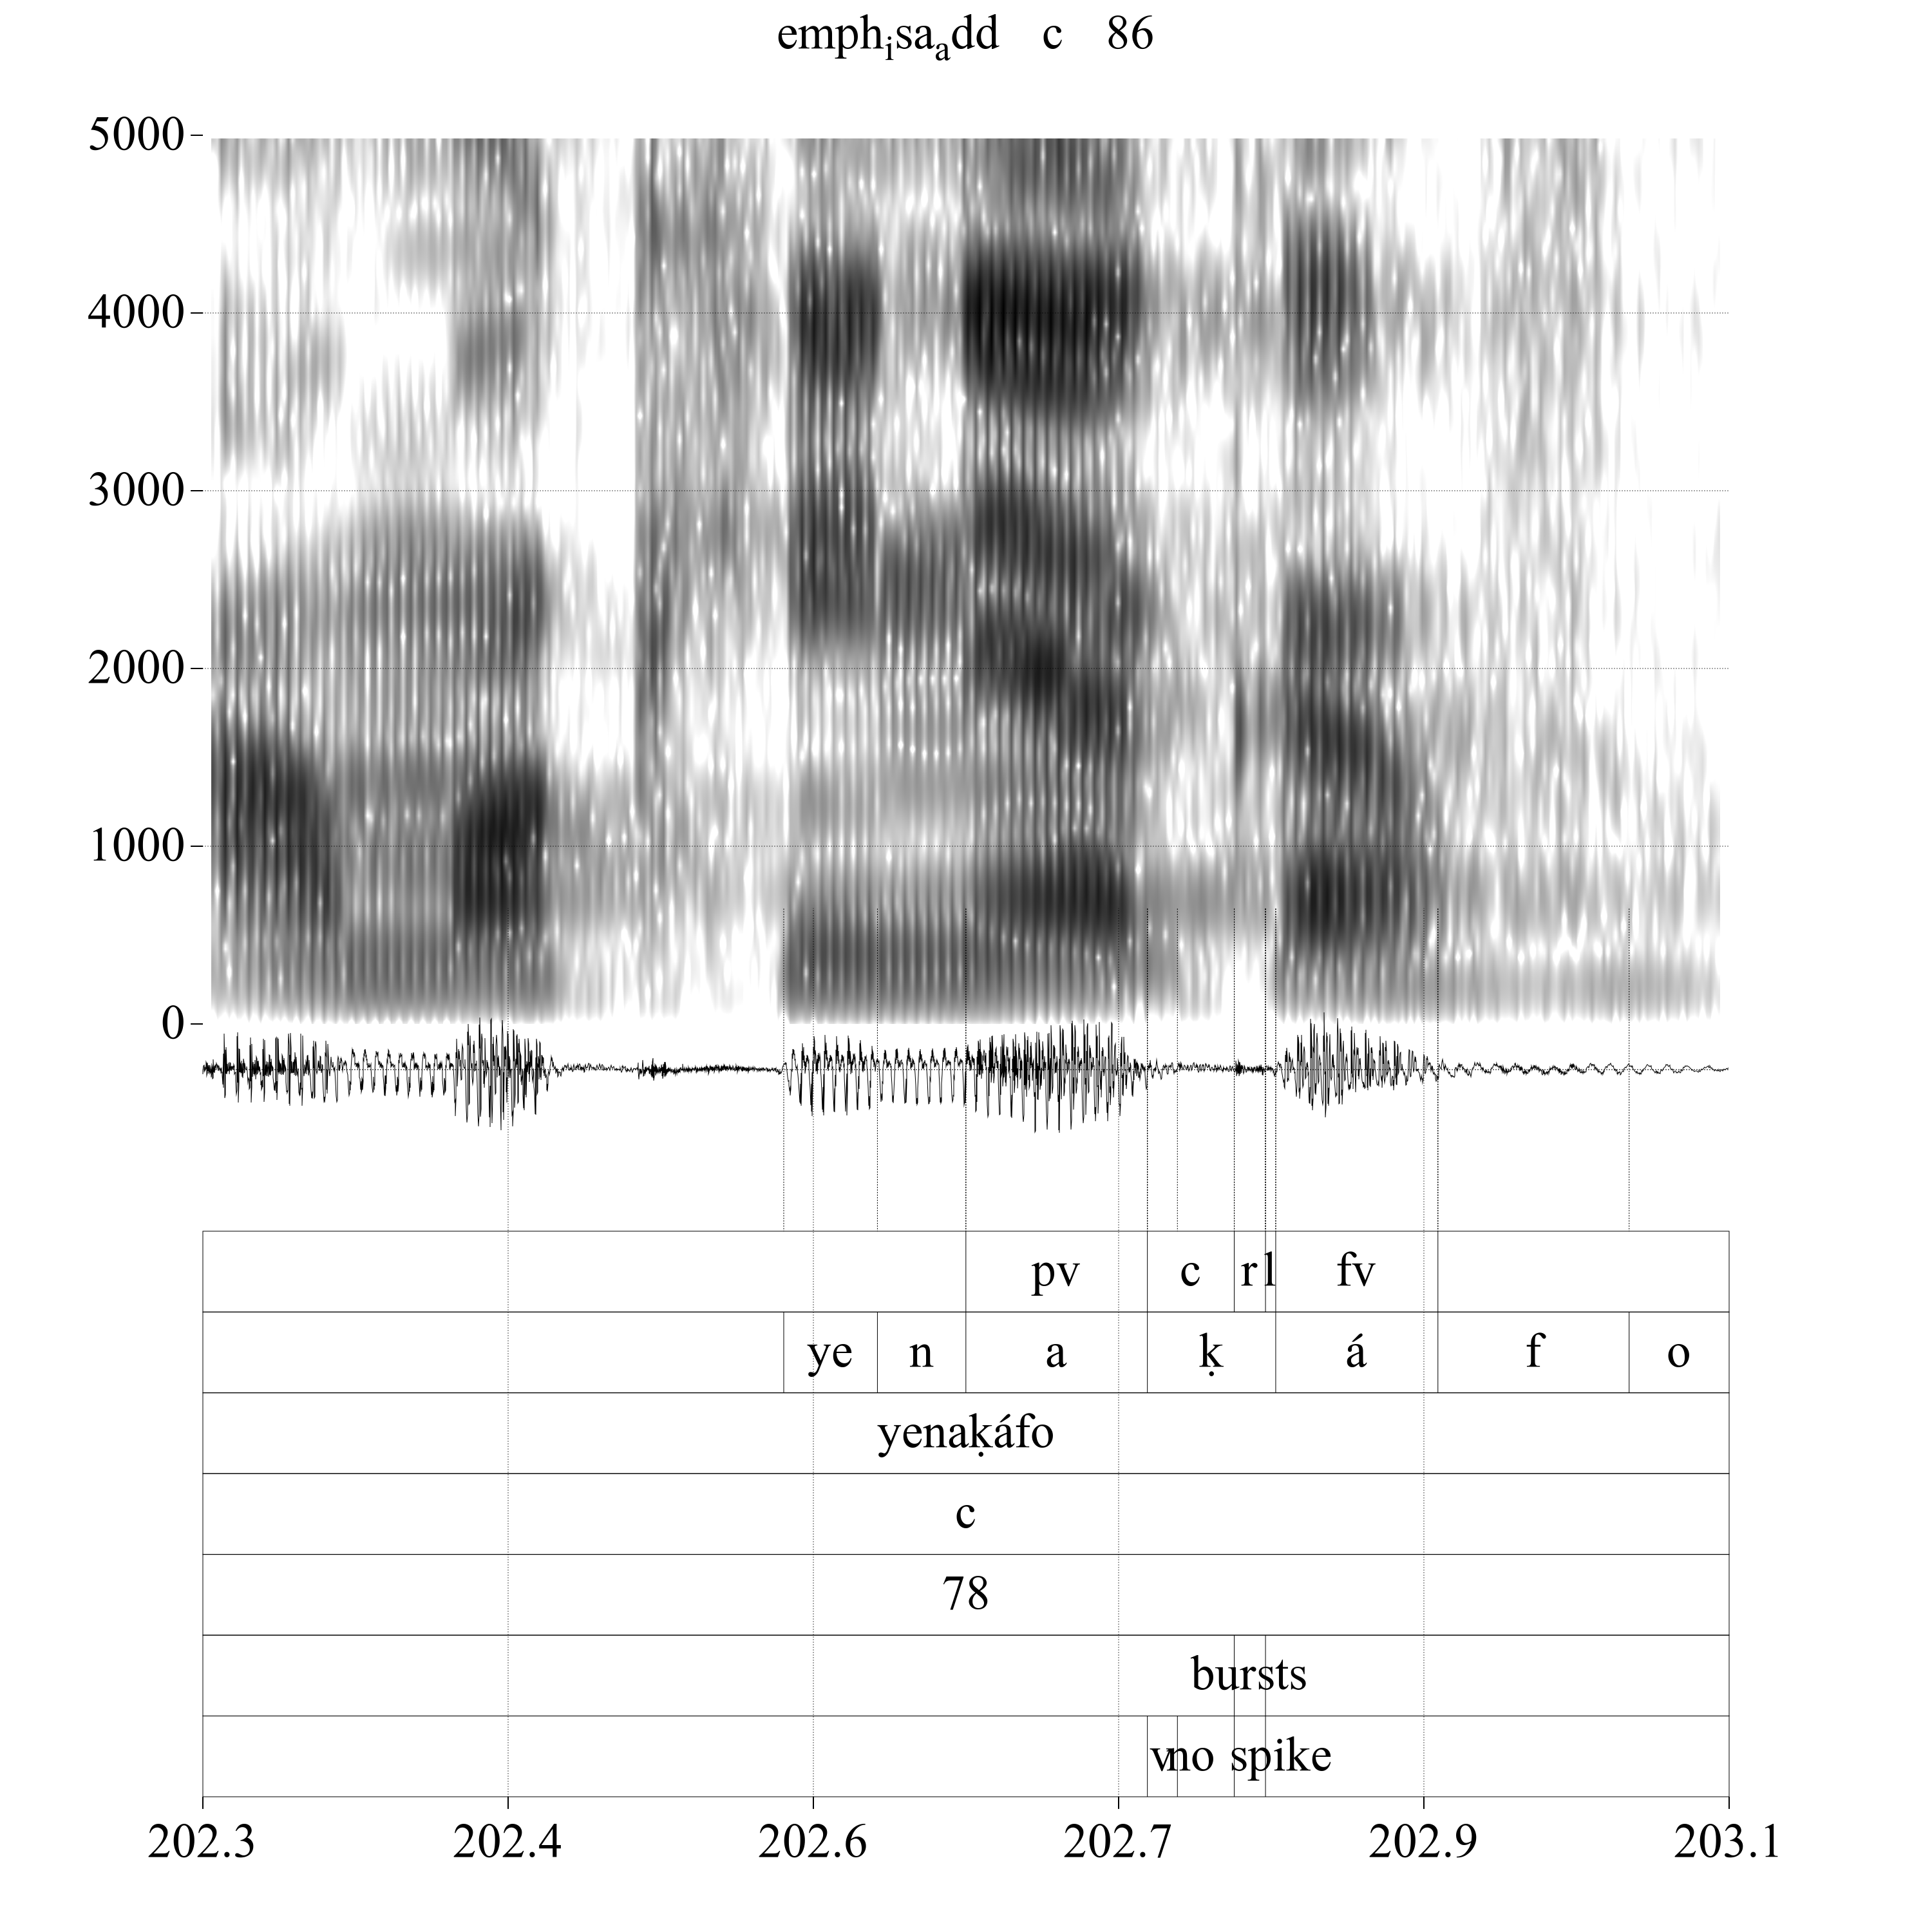 emphᵢsaₐdd c 86
5000
4000
3000
2000
1000
0
pv c r l fv
ye n a ḳ á f o
yenaḳáfo
c
78
bursts
v no spike
202.3 202.4 202.6 202.7 202.9 203.1